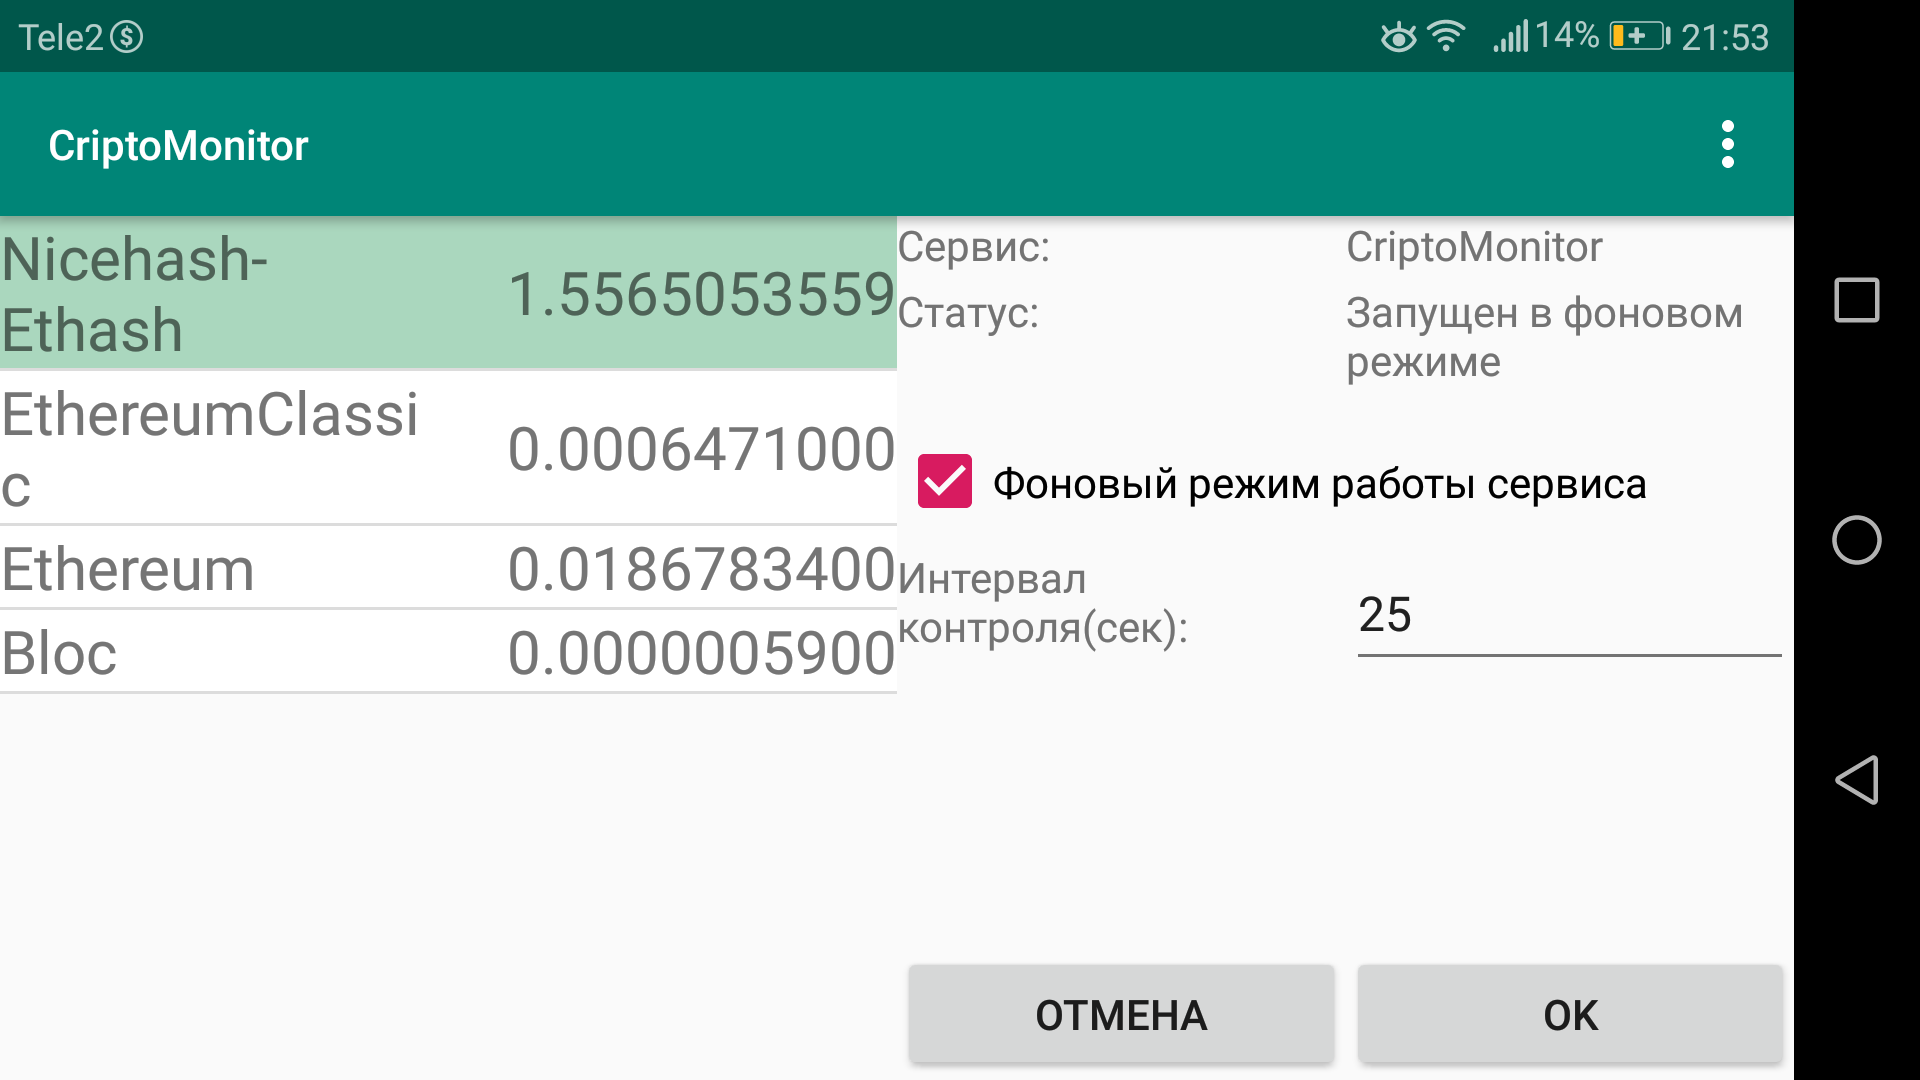 Tele2
14%
21:53
CriptoMonitor
Nicehash-
Ethash
1.5565053559
EthereumClassi
c
0.0006471000
Ethereum
0.0186783400
Bloc
0.0000005900
Сервис:
CriptoMonitor
Статус:
Запущен в фоновом
режиме
Фоновый режим работы сервиса
Интервал
контроля(сек):
25
ОТМЕНА
OK